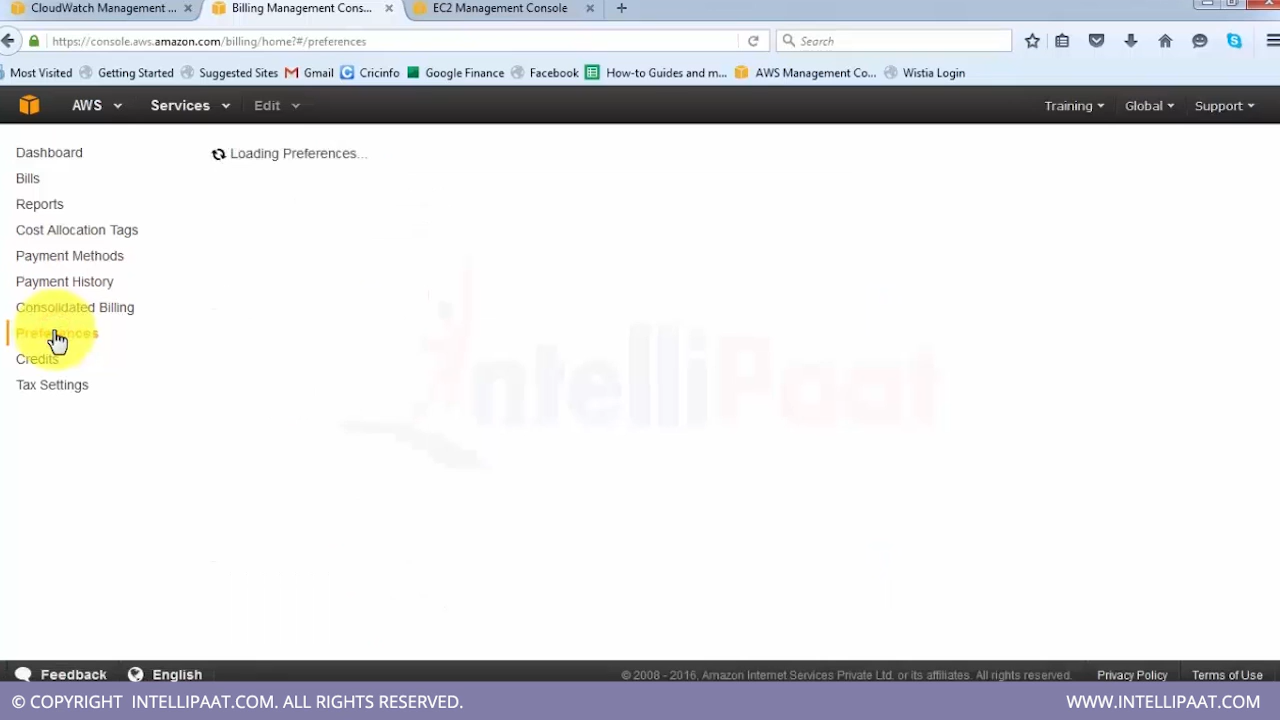 CloudWatch Management ...
Billing Management Cons...
EC2 Management Console
https://console.aws.amazon.com/billing/home?#/preferences
Search
Most Visited
Getting Started
Suggested Sites
Gmail
Cricinfo
Google Finance
Facebook
How-to Guides and m...
AWS Management Co...
Wistia Login
AWS
Services
Edit
Training
Global
Support
Dashboard
Loading Preferences...
Bills
Reports
Cost Allocation Tags
Payment Methods
Payment History
Consolidated Billing
Preferences
Credits
Tax Settings
IntelliPaat
Feedback
English
© 2008 - 2016, Amazon Internet Services Private Ltd. or its affiliates. All rights reserved.
Privacy Policy
Terms of Use
© COPYRIGHT INTELLIPAAT.COM. ALL RIGHTS RESERVED.
WWW.INTELLIPAAT.COM